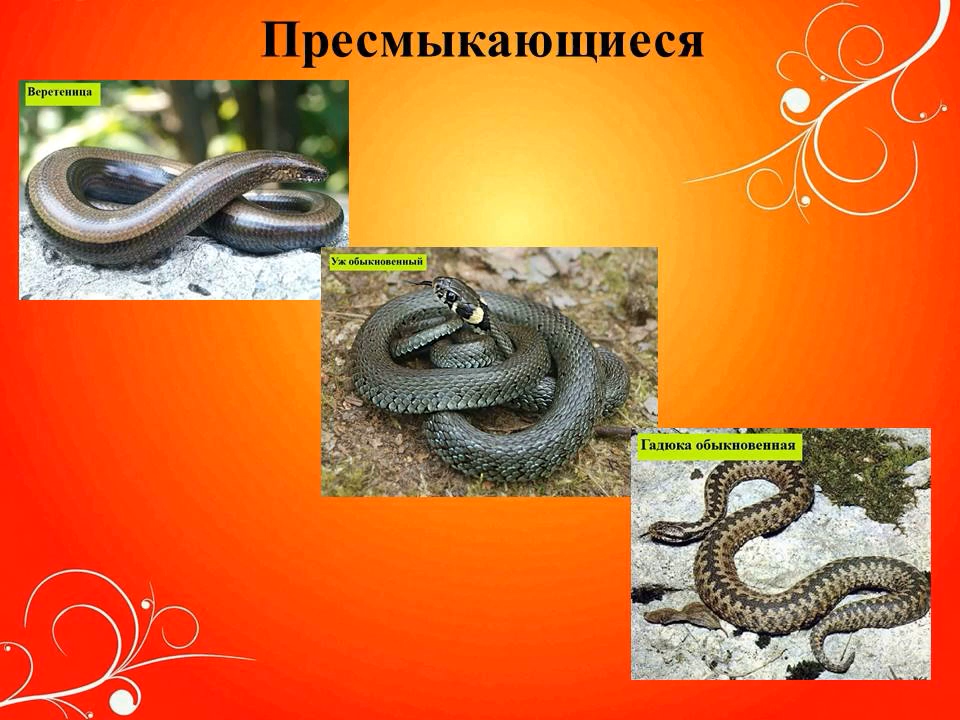 Пресмыкающиеся
Веретеница
Уж обыкновенный
Гадюка обыкновенная